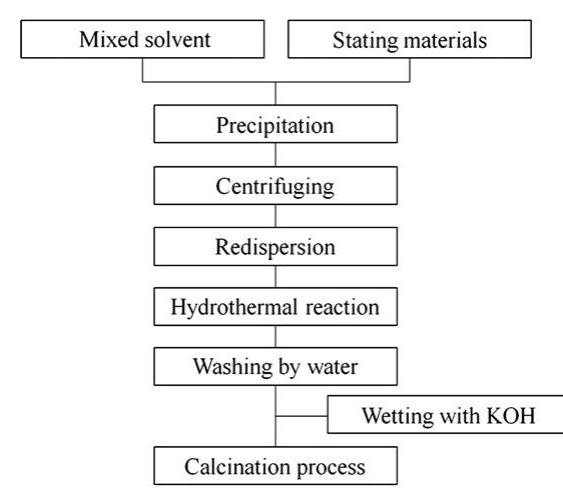 Mixed solvent
Stating materials
Precipitation
Centrifuging
Redispersion
Hydrothermal reaction
Washing by water
Wetting with KOH
Calcination process